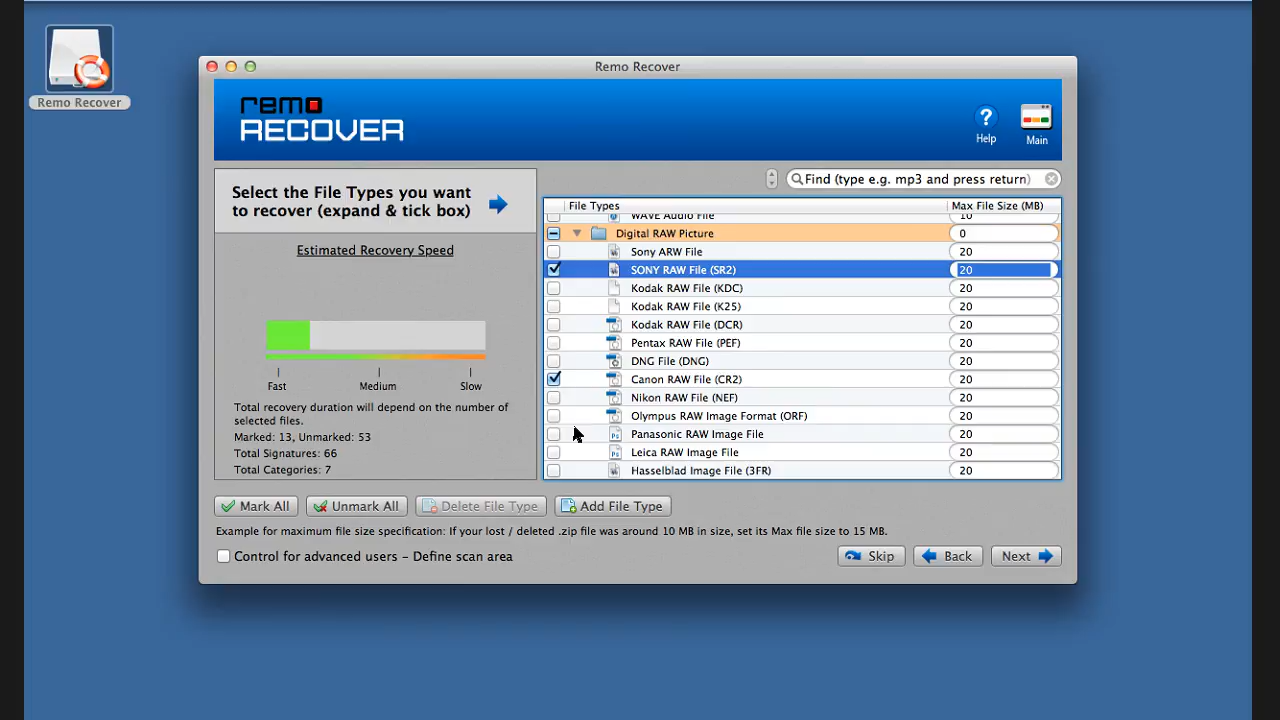 Remo Recover
Remo Recover
remo
RECOVER
Help
Main
Select the File Types you want
to recover (expand & tick box)
Find (type e.g. mp3 and press return)
Estimated Recovery Speed
Fast
Medium
Slow
Total recovery duration will depend on the number of
selected files.
Marked: 13, Unmarked: 53
Total Signatures: 66
Total Categories: 7
File Types
Max File Size (MB)
WAVE Audio File 10
Digital RAW Picture 0
Sony ARW File 20
SONY RAW File (SR2) 20
Kodak RAW File (KDC) 20
Kodak RAW File (K25) 20
Kodak RAW File (DCR) 20
Pentax RAW File (PEF) 20
DNG File (DNG) 20
Canon RAW File (CR2) 20
Nikon RAW File (NEF) 20
Olympus RAW Image Format (ORF) 20
Panasonic RAW Image File 20
Leica RAW Image File 20
Hasselblad Image File (3FR) 20
Mark All
Unmark All
Delete File Type
Add File Type
Example for maximum file size specification: If your lost / deleted .zip file was around 10 MB in size, set its Max file size to 15 MB.
Control for advanced users - Define scan area
Skip
Back
Next